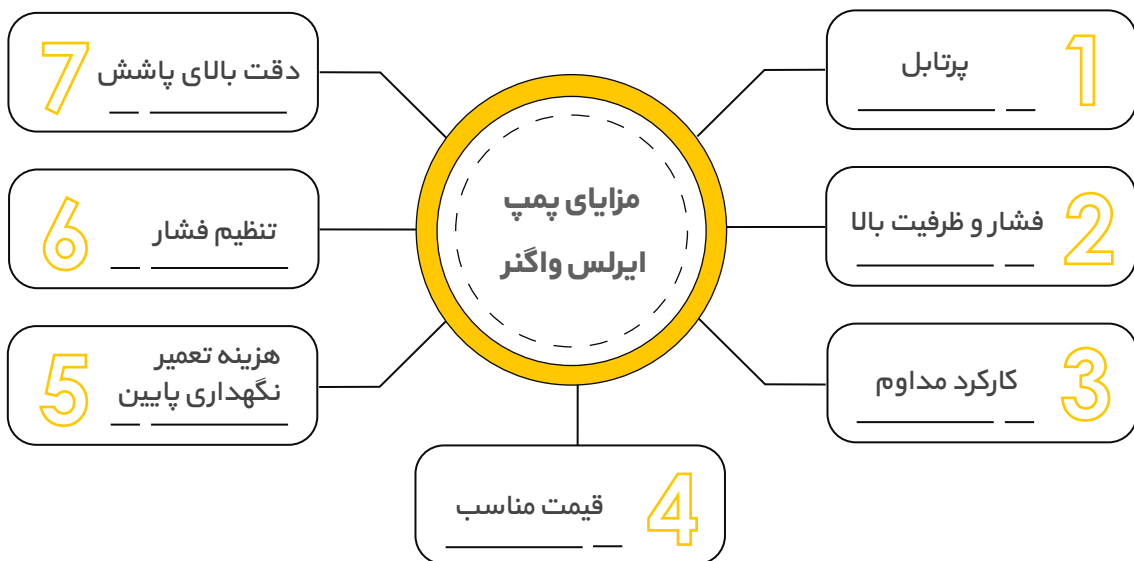 مزایای پمپ
ایرلس واگنر
1
پرتابل
2
فشار و ظرفیت بالا
3
کارکرد مداوم
4
قیمت مناسب
5
هزینه تعمیر
نگهداری پایین
6
تنظیم فشار
7
دقت بالای پاشش